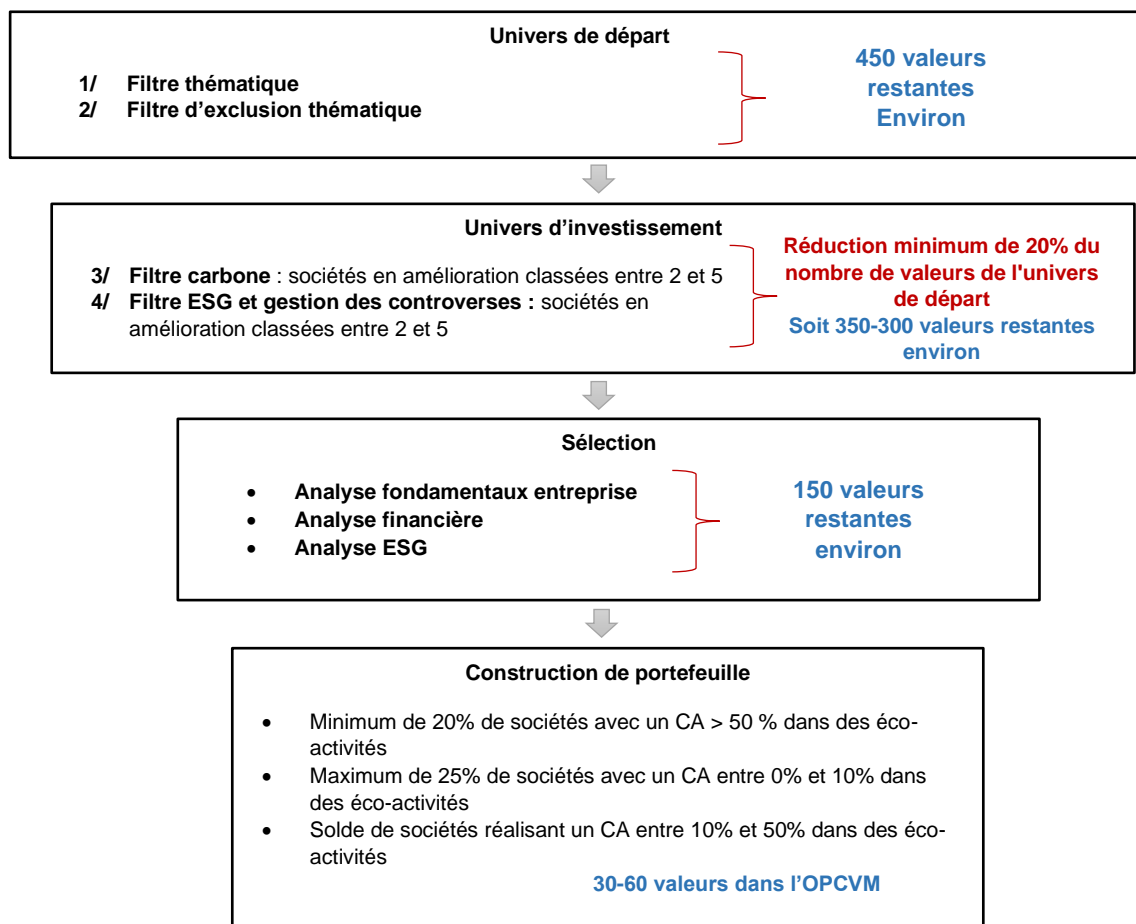 Univers de départ
1/ Filtre thématique
2/ Filtre d'exclusion thématique
450 valeurs
restantes
Environ
Univers d'investissement
3/ Filtre carbone : sociétés en amélioration classées entre 2 et 5
4/ Filtre ESG et gestion des controverses : sociétés en
amélioration classées entre 2 et 5
Réduction minimum de 20% du
nombre de valeurs de l'univers
de départ
Soit 350-300 valeurs restantes
environ
Sélection
• Analyse fondamentaux entreprise
• Analyse financière
• Analyse ESG
150 valeurs
restantes
environ
Construction de portefeuille
• Minimum de 20% de sociétés avec un CA > 50 % dans des éco-
activités
• Maximum de 25% de sociétés avec un CA entre 0% et 10% dans
des éco-activités
• Solde de sociétés réalisant un CA entre 10% et 50% dans des éco-
activités
30-60 valeurs dans l'OPCVM